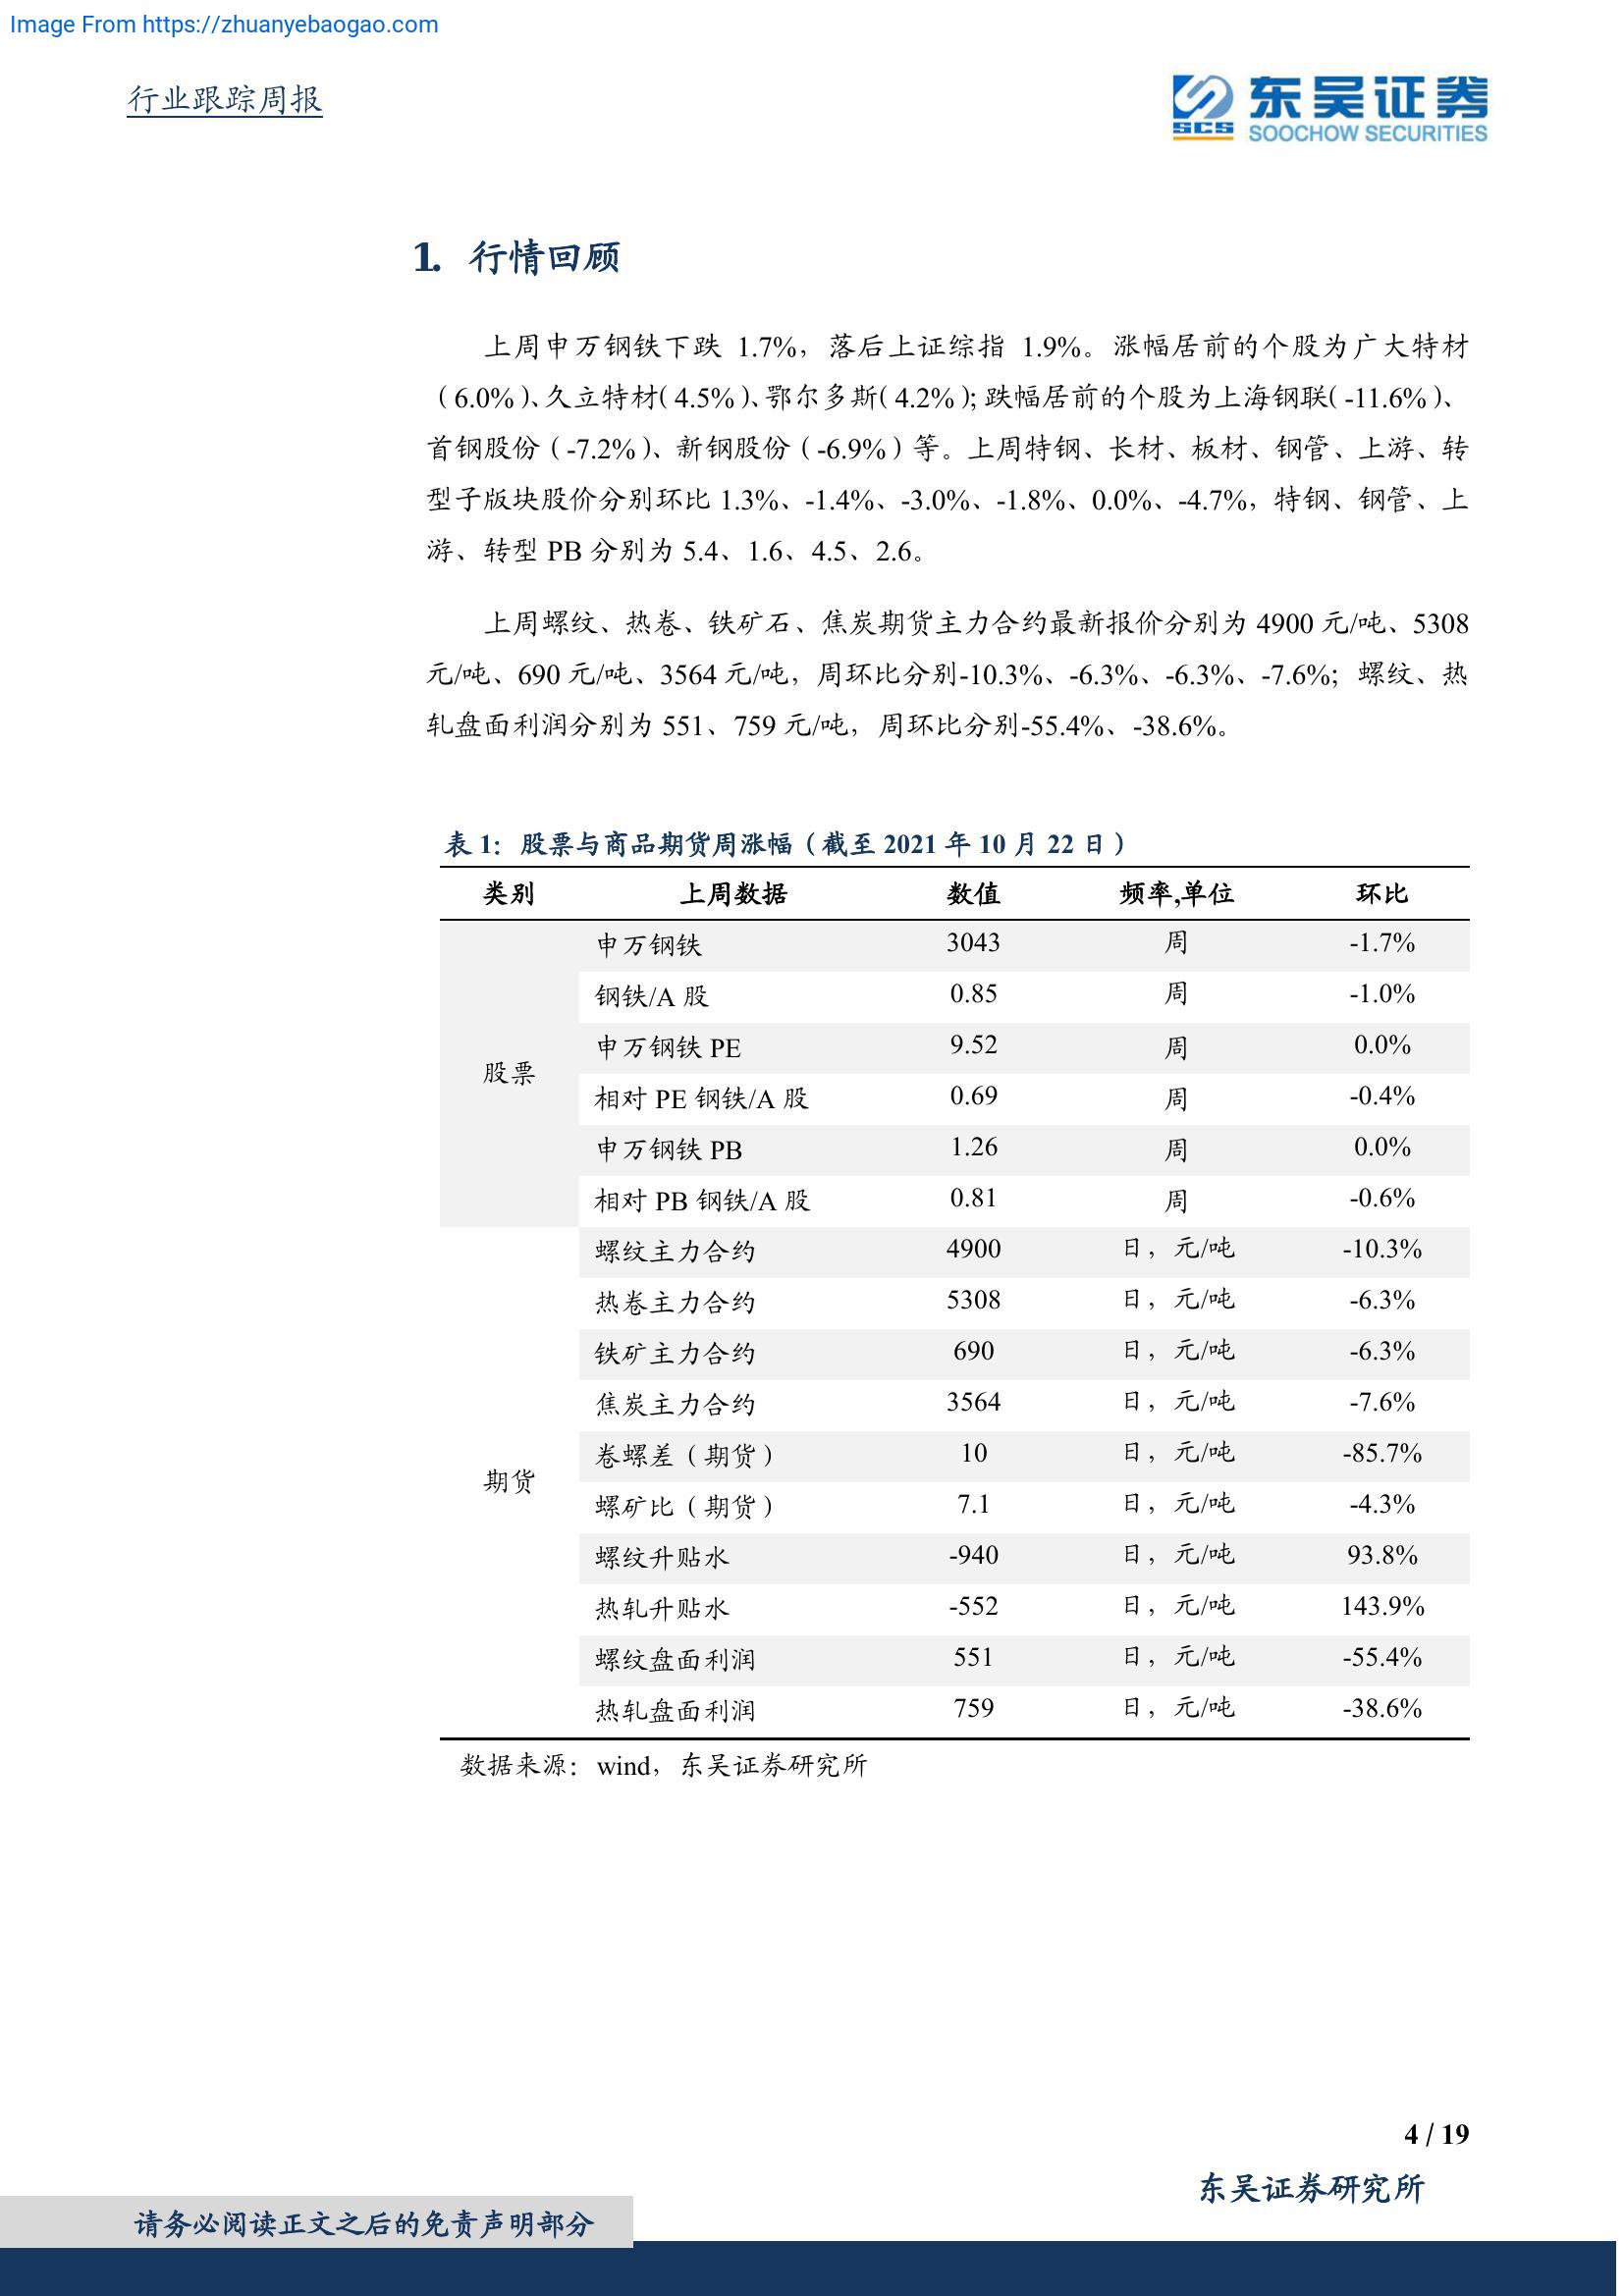 Image From https://zhuanyebaogao.com
行业跟踪周报
SCS 东吴证券
SOOCHOW SECURITIES
1. 行情回顾
上周申万钢铁下跌 1.7%，落后上证综指 1.9%。涨幅居前的个股为广大特材
（6.0%）、久立特材（4.5%）、鄂尔多斯（4.2%）；跌幅居前的个股为上海钢联（-11.6%）、
首钢股份（-7.2%）、新钢股份（-6.9%）等。上周特钢、长材、板材、钢管、上游、转
型子版块股价分别环比 1.3%、-1.4%、-3.0%、-1.8%、0.0%、-4.7%，特钢、钢管、上
游、转型 PB 分别为 5.4、1.6、4.5、2.6。
上周螺纹、热卷、铁矿石、焦炭期货主力合约最新报价分别为 4900 元/吨、5308
元/吨、690 元/吨、3564 元/吨，周环比分别-10.3%、-6.3%、-6.3%、-7.6%；螺纹、热
轧盘面利润分别为 551、759 元/吨，周环比分别-55.4%、-38.6%。
表 1：股票与商品期货周涨幅（截至 2021 年 10 月 22 日）
类别 上周数据 数值 频率,单位 环比
股票
申万钢铁 3043 周 -1.7%
钢铁/A 股 0.85 周 -1.0%
申万钢铁 PE 9.52 周 0.0%
相对 PE 钢铁/A 股 0.69 周 -0.4%
申万钢铁 PB 1.26 周 0.0%
相对 PB 钢铁/A 股 0.81 周 -0.6%
期货
螺纹主力合约 4900 日，元/吨 -10.3%
热卷主力合约 5308 日，元/吨 -6.3%
铁矿主力合约 690 日，元/吨 -6.3%
焦炭主力合约 3564 日，元/吨 -7.6%
卷螺差（期货） 10 日，元/吨 -85.7%
螺矿比（期货） 7.1 日，元/吨 -4.3%
螺纹升贴水 -940 日，元/吨 93.8%
热轧升贴水 -552 日，元/吨 143.9%
螺纹盘面利润 551 日，元/吨 -55.4%
热轧盘面利润 759 日，元/吨 -38.6%
数据来源：wind，东吴证券研究所
4 / 19
东吴证券研究所
请务必阅读正文之后的免责声明部分